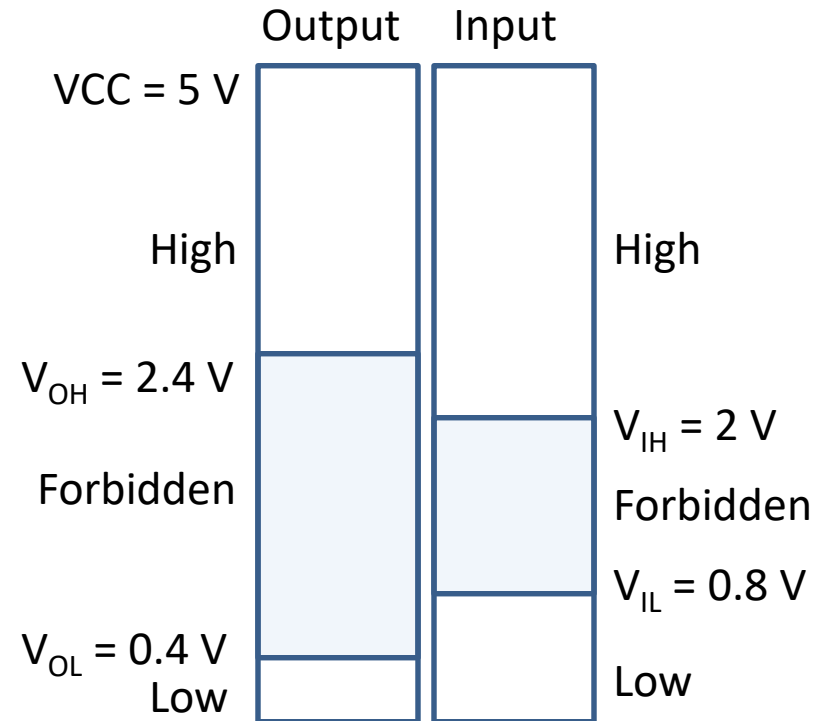 Output Input
VCC = 5 V
High High
VOH = 2.4 V
VIH = 2 V
Forbidden
Forbidden
VIL = 0.8 V
VOL = 0.4 V
Low
Low